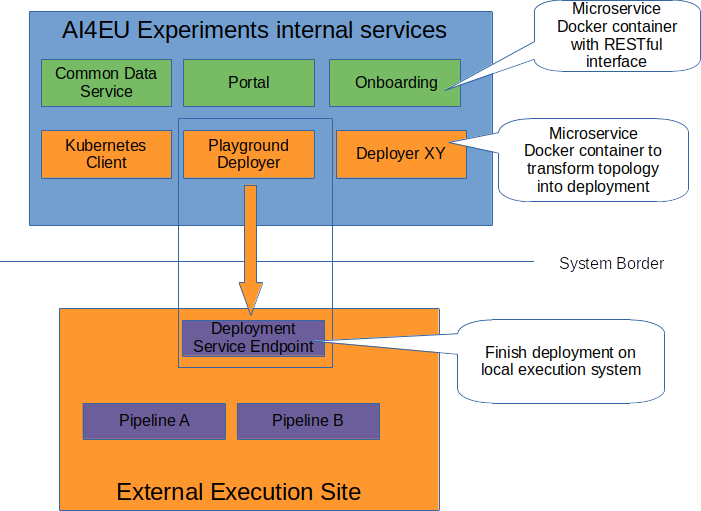 AI4EU Experiments internal services
Microservice
Docker container
with RESTful
interface
Common Data
Service
Portal
Onboarding
Kubernetes
Client
Playground
Deployer
Deployer XY
Microservice
Docker container to
transform topology
into deployment
System Border
Deployment
Service Endpoint
Finish deployment on
local execution system
Pipeline A
Pipeline B
External Execution Site